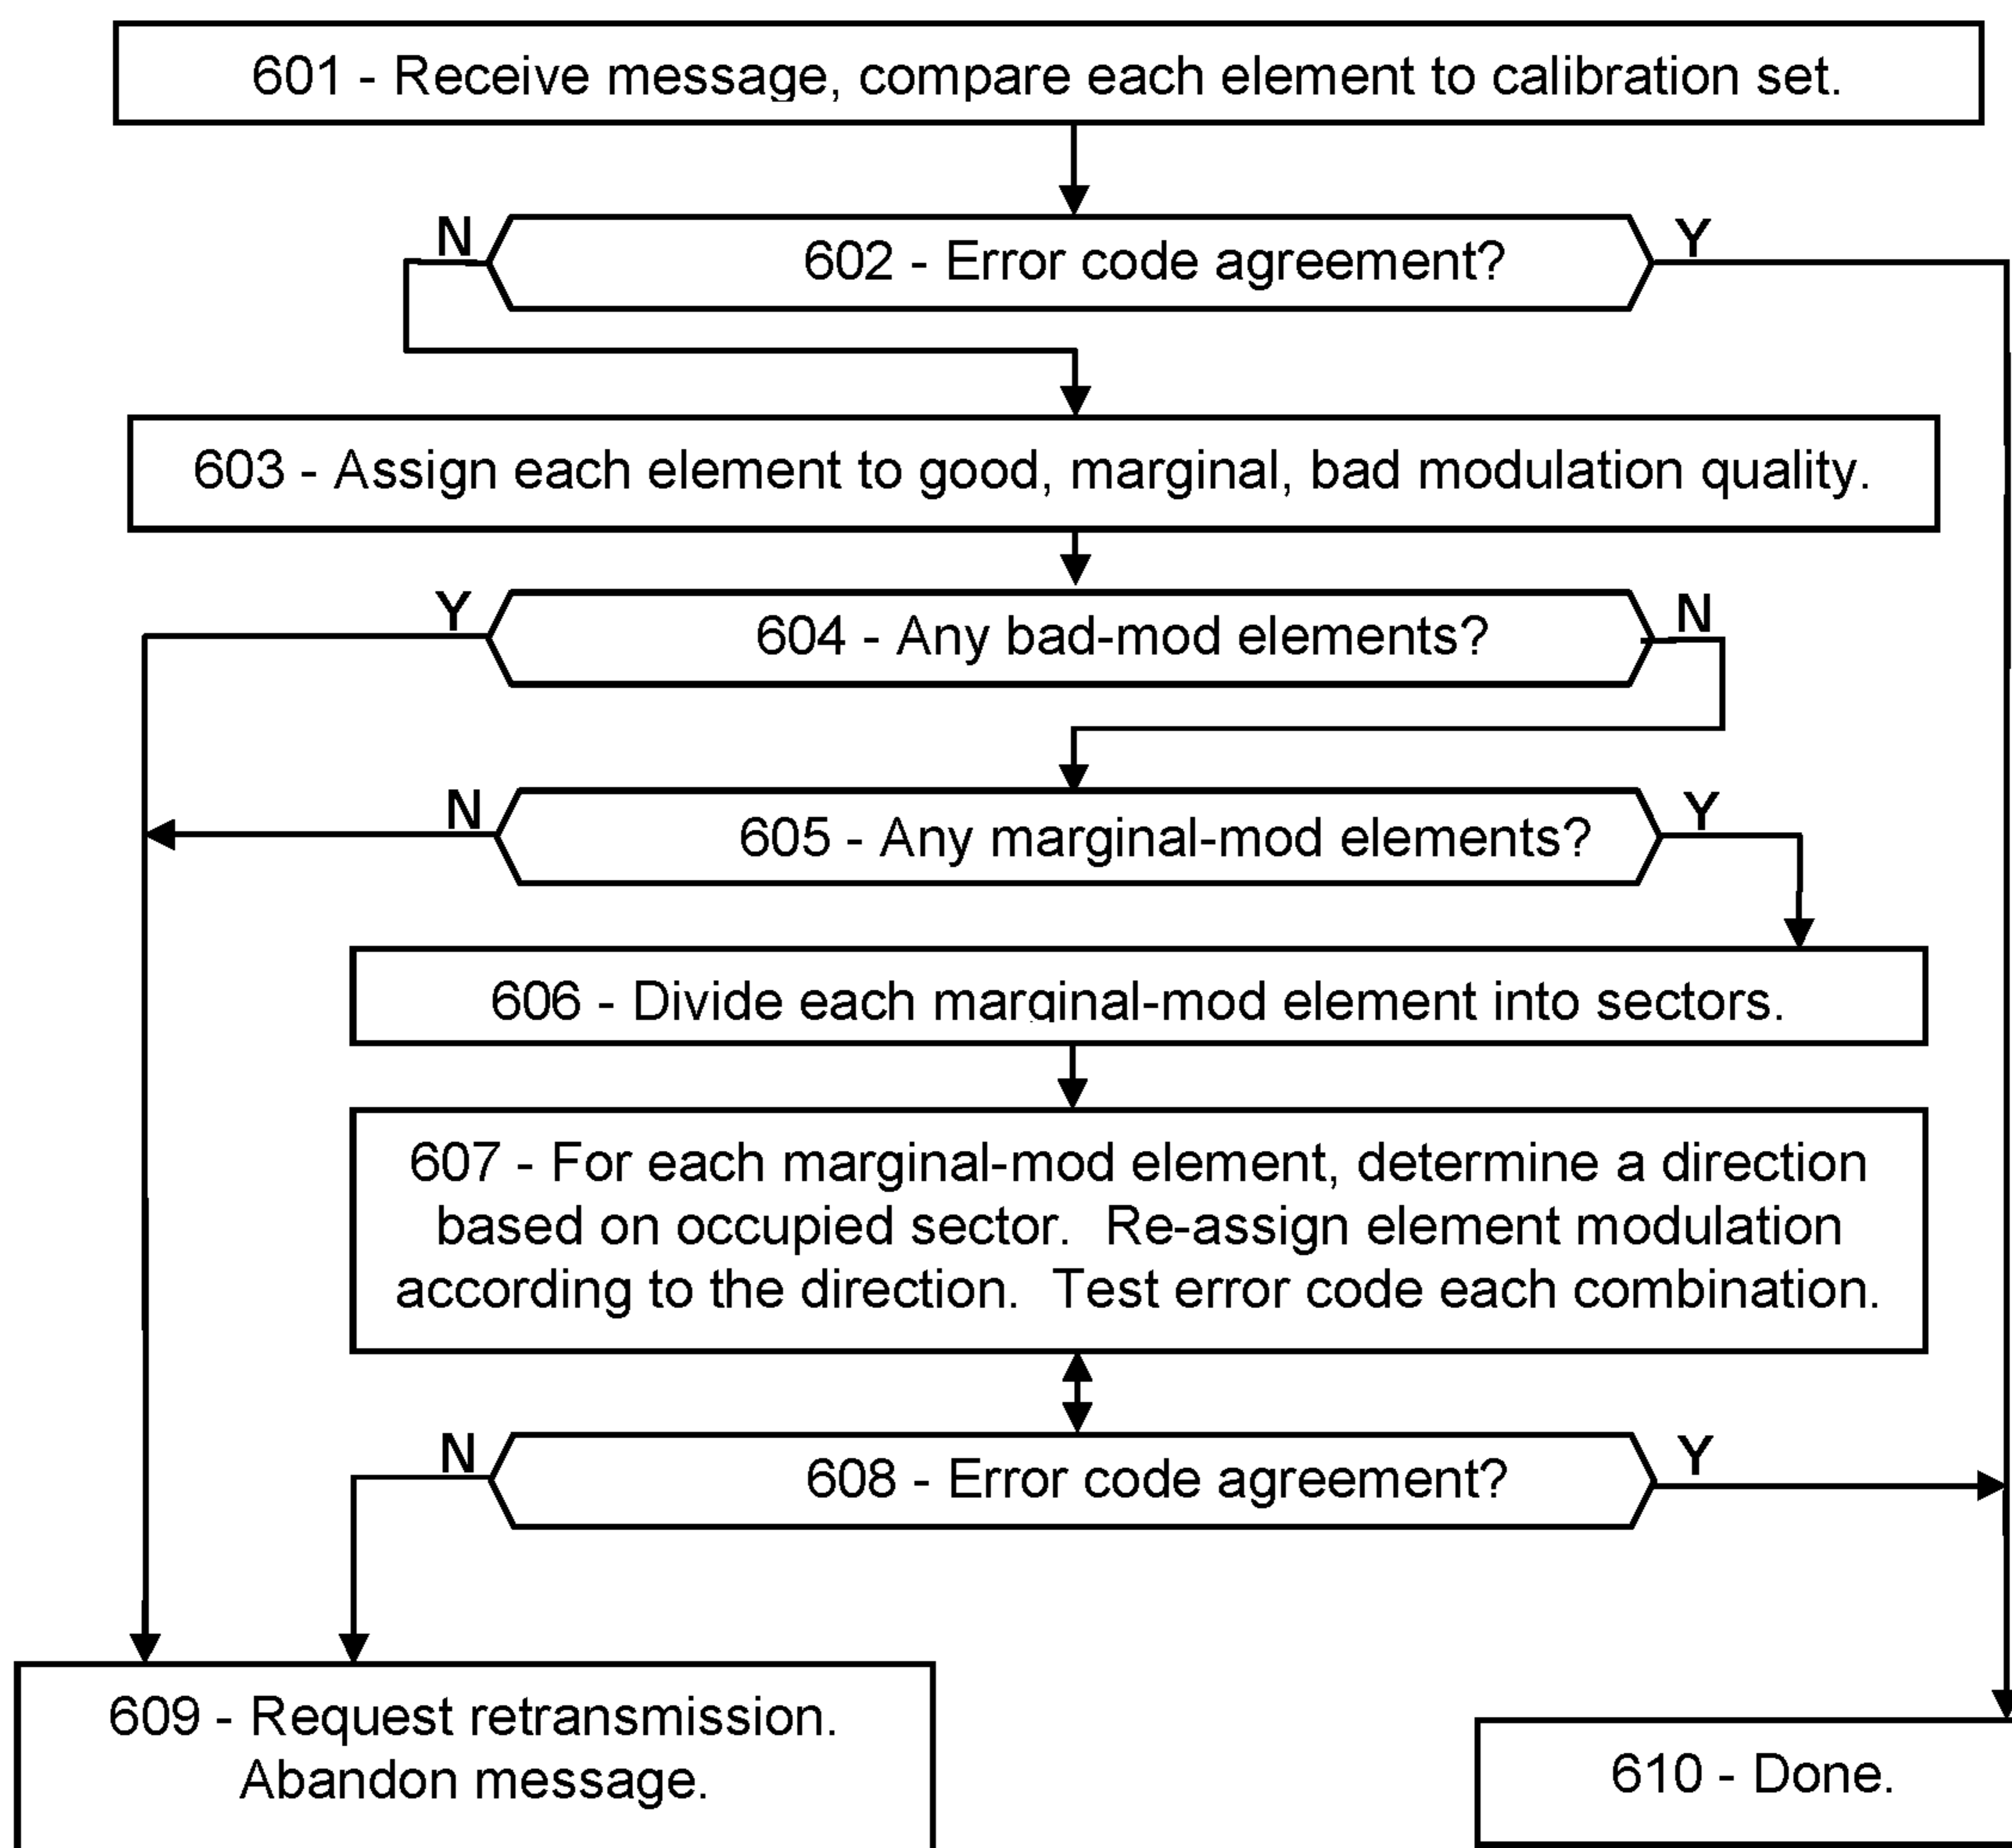 601 - Receive message, compare each element to calibration set.
N
602 - Error code agreement?
Y
603 - Assign each element to good, marginal, bad modulation quality.
Y
604 - Any bad-mod elements?
N
N
605 - Any marginal-mod elements?
Y
606 - Divide each marginal-mod element into sectors.
607 - For each marginal-mod element, determine a direction
based on occupied sector. Re-assign element modulation
according to the direction. Test error code each combination.
N
608 - Error code agreement?
Y
609 - Request retransmission.
Abandon message.
610 - Done.